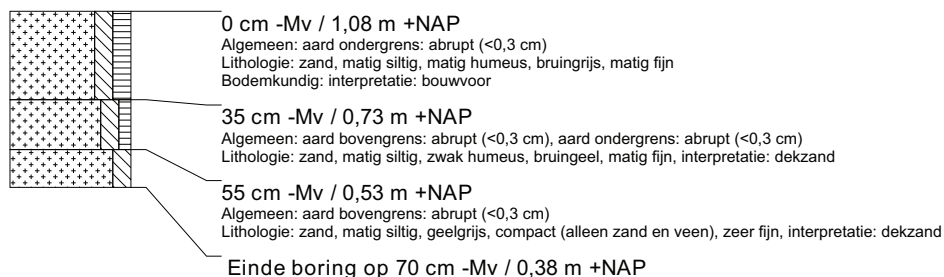 0 cm -Mv / 1,08 m +NAP
Algemeen: aard ondergrens: abrupt (<0,3 cm)
Lithologie: zand, matig siltig, matig humeus, bruingrijs, matig fijn
Bodemkundig: interpretatie: bouwvoor
35 cm -Mv / 0,73 m +NAP
Algemeen: aard bovengrens: abrupt (<0,3 cm), aard ondergrens: abrupt (<0,3 cm)
Lithologie: zand, matig siltig, zwak humeus, bruingeel, matig fijn, interpretatie: dekzand
55 cm -Mv / 0,53 m +NAP
Algemeen: aard bovengrens: abrupt (<0,3 cm)
Lithologie: zand, matig siltig, geelgrijs, compact (alleen zand en veen), zeer fijn, interpretatie: dekzand
Einde boring op 70 cm -Mv / 0,38 m +NAP